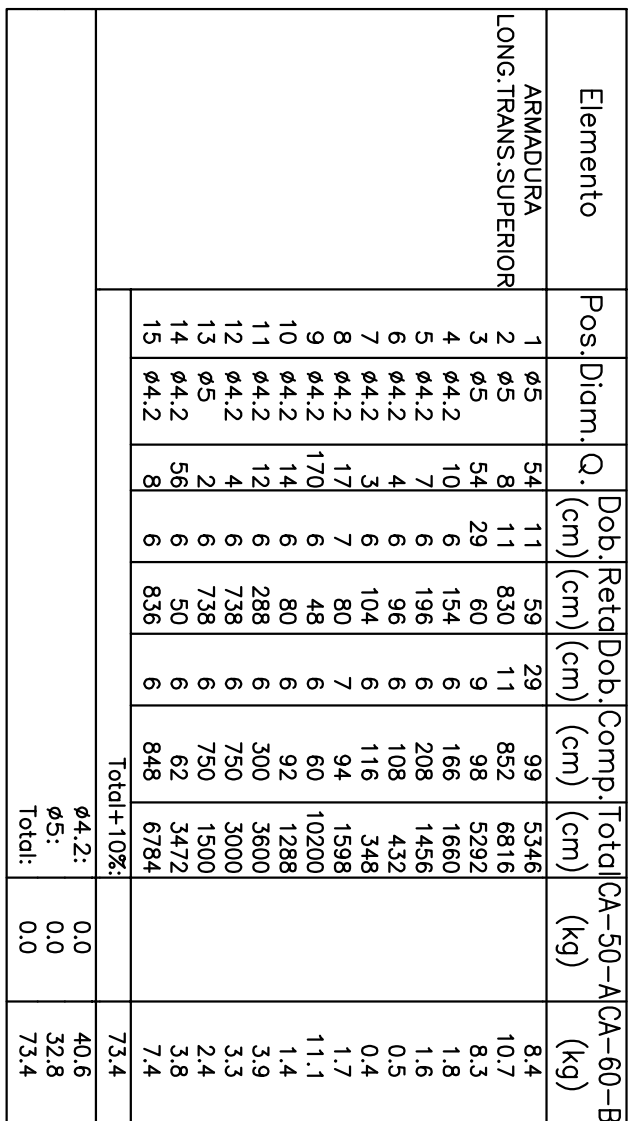 Elemento Pos. Diam. Q. Dob. (cm) Reta (cm) Dob. (cm) Comp. (cm) Total (cm) CA-50-A (kg) CA-60-B (kg)
ARMADURA 1 ø5 54 11 59 29 99 5346 8.4
LONG.TRANS.SUPERIOR 2 ø5 8 11 830 11 852 6816 10.7
3 ø5 54 29 60 9 98 5292 8.3
4 ø4.2 10 6 154 6 166 1660 1.8
5 ø4.2 7 6 196 6 208 1456 1.6
6 ø4.2 4 6 96 6 108 432 0.5
7 ø4.2 3 6 104 6 116 348 0.4
8 ø4.2 17 7 80 7 94 1598 1.7
9 ø4.2 170 6 48 6 60 10200 11.1
10 ø4.2 14 6 80 6 92 1288 1.4
11 ø4.2 12 6 288 6 300 3600 3.9
12 ø4.2 4 6 738 6 750 3000 3.3
13 ø5 2 6 738 6 750 1500 2.4
14 ø4.2 56 6 50 6 62 3472 3.8
15 ø4.2 8 6 836 6 848 6784 7.4
Total+10%: 73.4
ø4.2: 0.0 40.6
ø5: 0.0 32.8
Total: 0.0 73.4